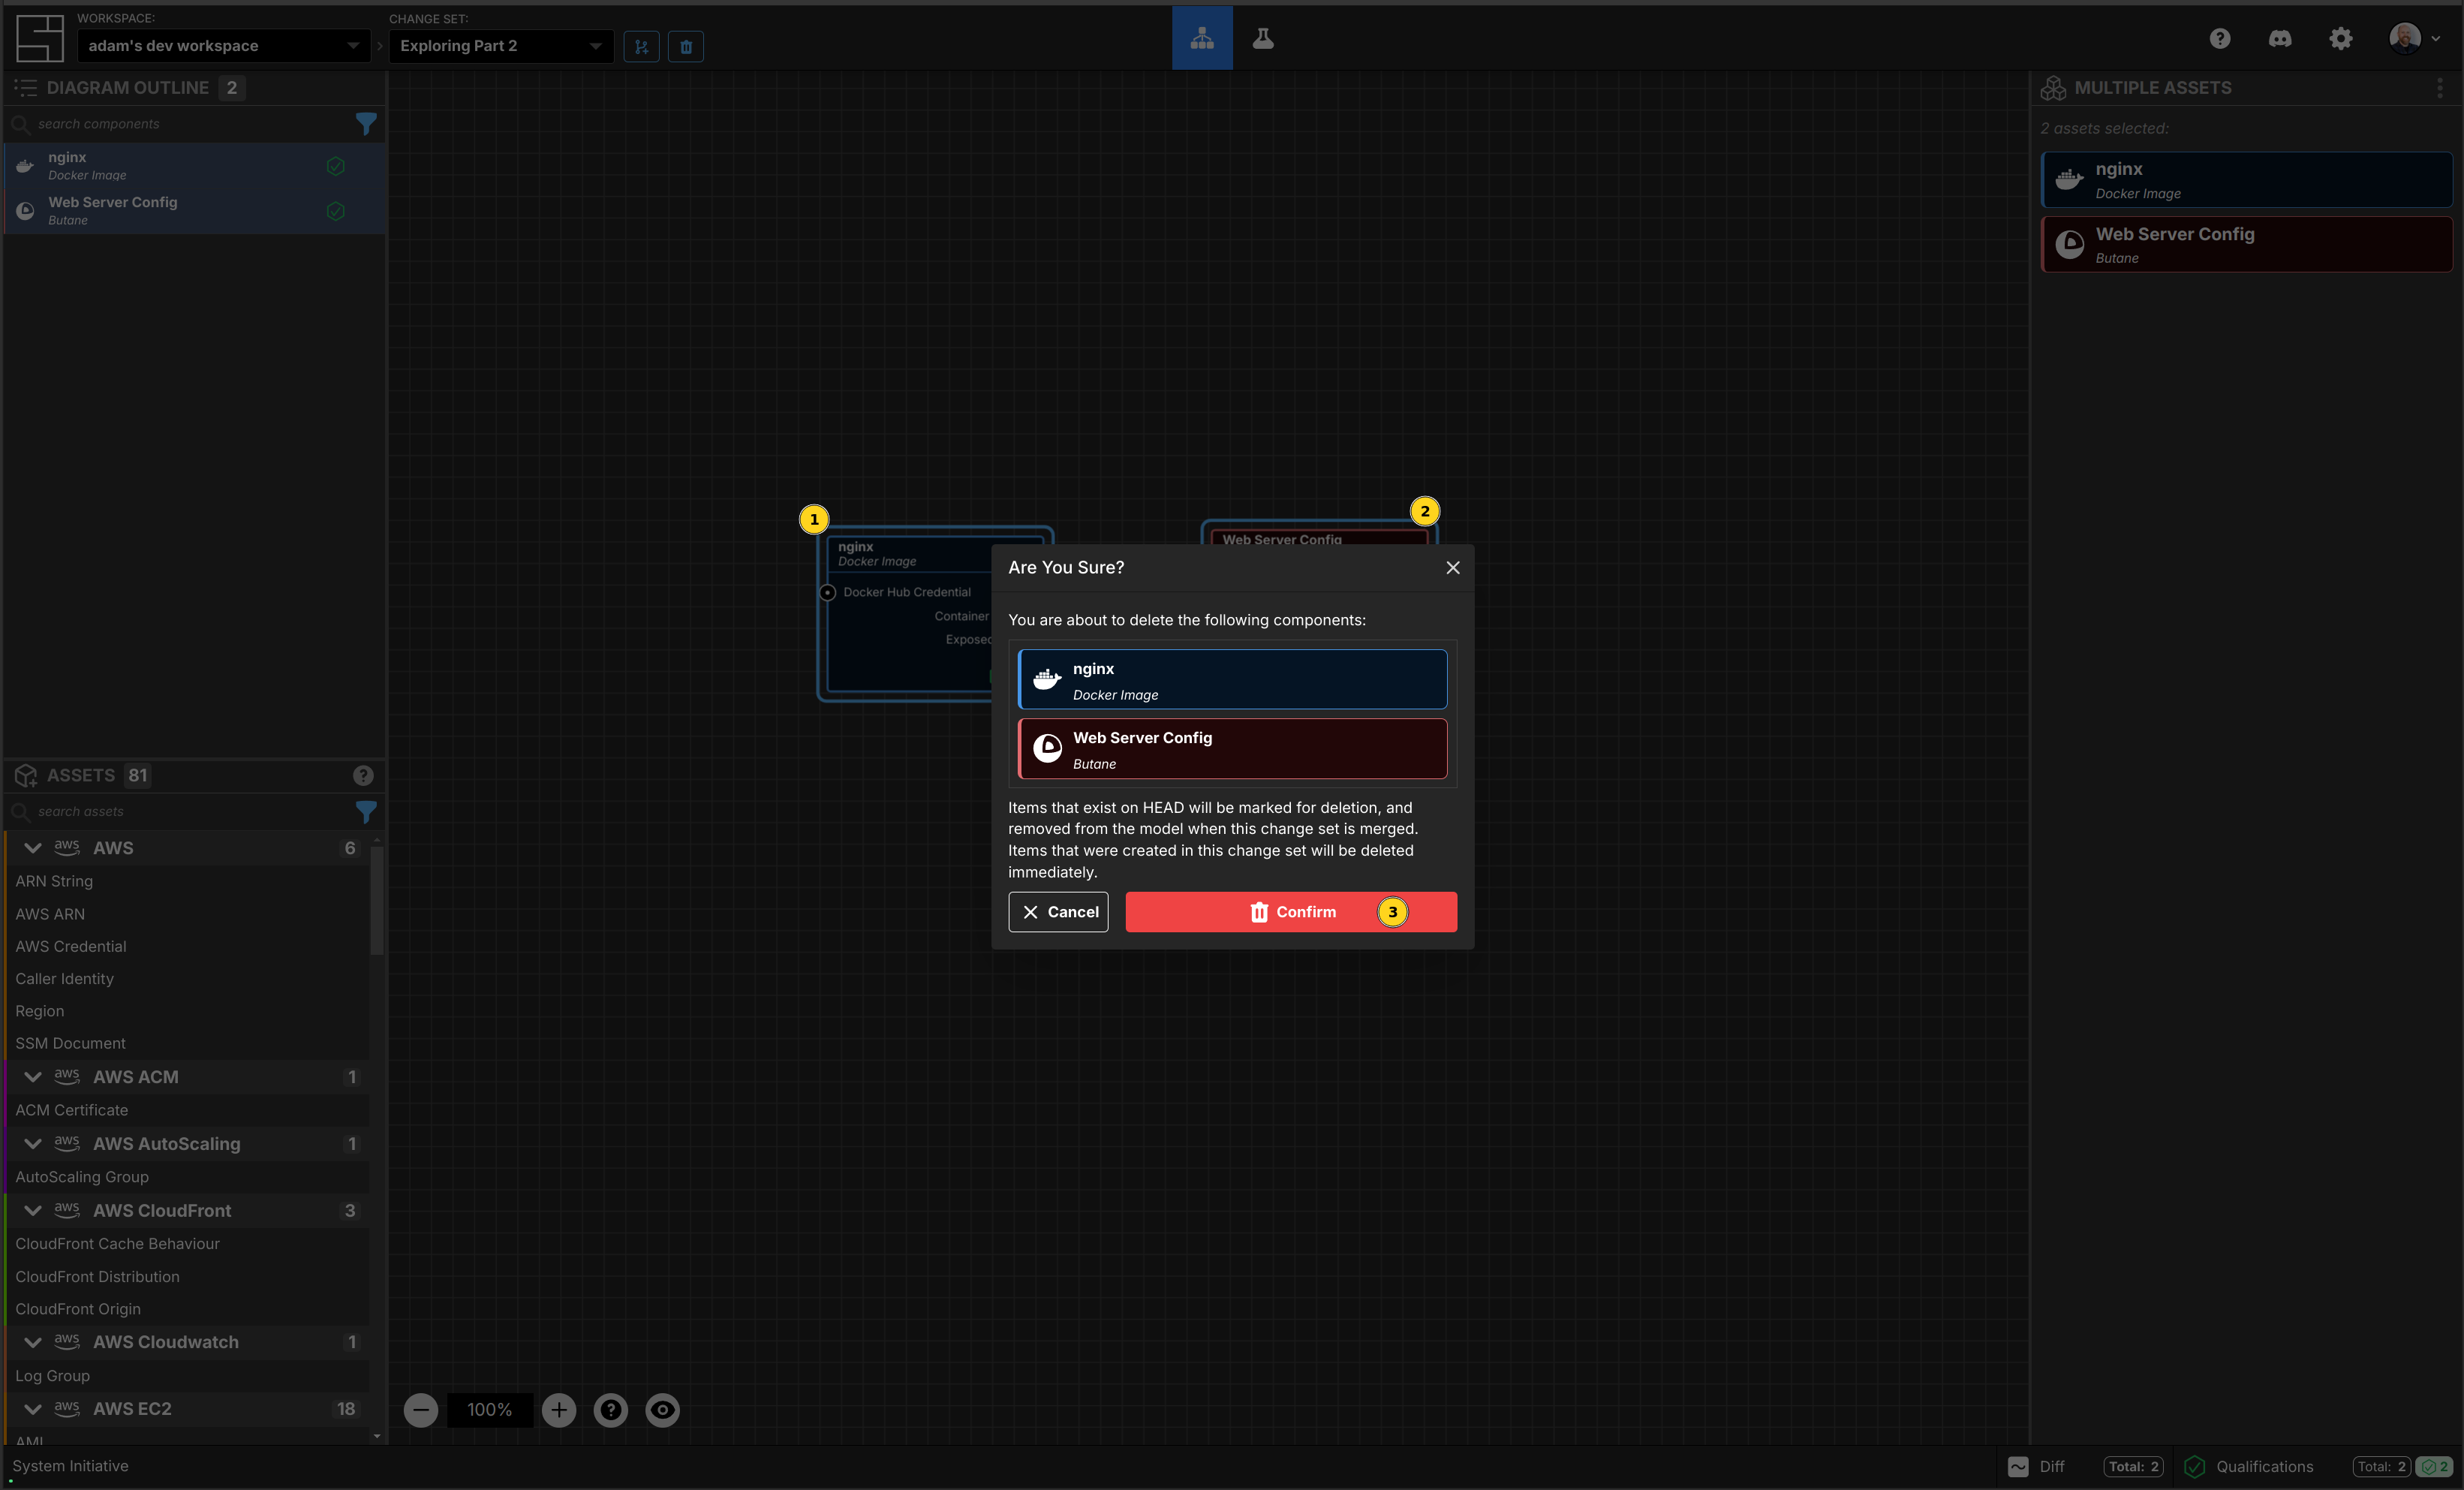 WORKSPACE:
adam's dev workspace
CHANGE SET:
Exploring Part 2
DIAGRAM OUTLINE 2
search components
nginx
Docker Image
Web Server Config
Butane
ASSETS 81
search assets
aws AWS 6
ARN String
AWS ARN
AWS Credential
Caller Identity
Region
SSM Document
aws AWS ACM 1
ACM Certificate
aws AWS AutoScaling 1
AutoScaling Group
aws AWS CloudFront 3
CloudFront Cache Behaviour
CloudFront Distribution
CloudFront Origin
aws AWS Cloudwatch 1
Log Group
aws AWS EC2 18
AMI
1
nginx
Docker Image
Docker Hub Credential
Container
Exposed
2
Web Server Config
Are You Sure?
You are about to delete the following components:
nginx
Docker Image
Web Server Config
Butane
Items that exist on HEAD will be marked for deletion, and
removed from the model when this change set is merged.
Items that were created in this change set will be deleted
immediately.
Cancel
Confirm 3
100%
MULTIPLE ASSETS
2 assets selected:
nginx
Docker Image
Web Server Config
Butane
System Initiative
Diff Total: 2 Qualifications Total: 2 2